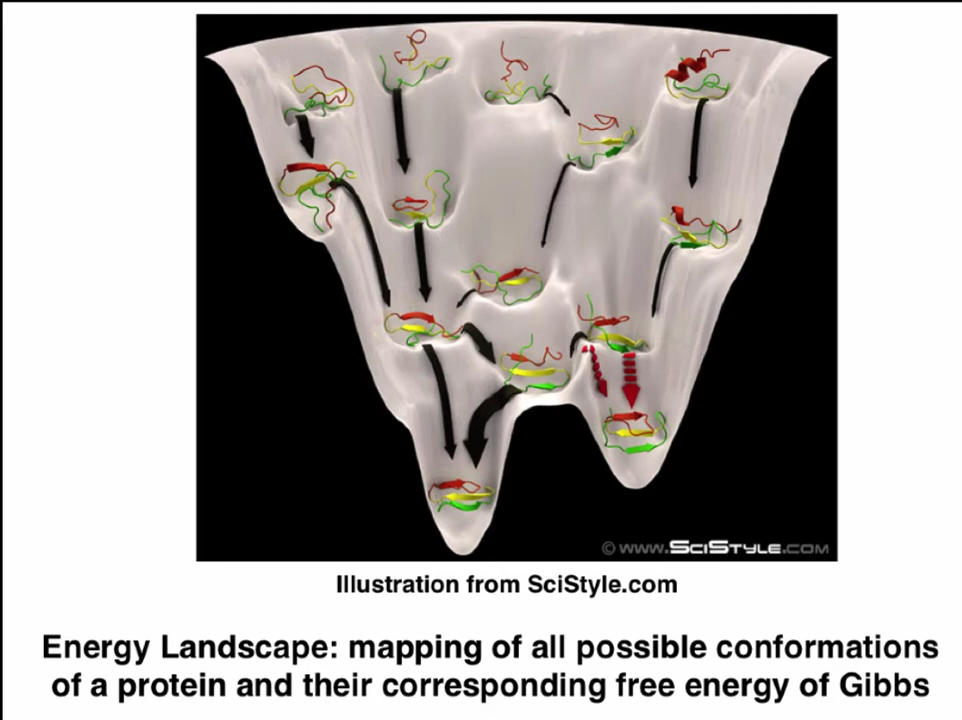 © www.SciStyle.com
Illustration from SciStyle.com
Energy Landscape: mapping of all possible conformations
of a protein and their corresponding free energy of Gibbs